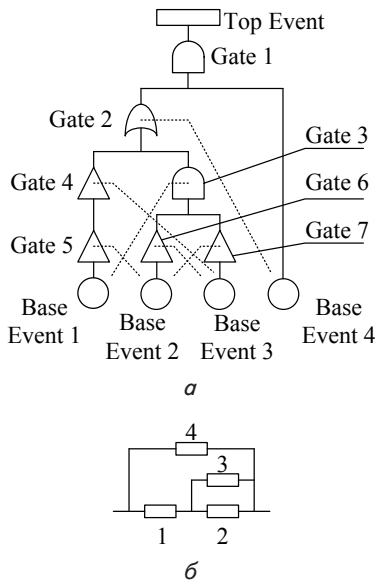 Top Event
Gate 1
Gate 2
Gate 3
Gate 4
Gate 6
Gate 5
Gate 7
Base
Event 1
Base
Event 2
Base
Event 3
Base
Event 4
а
4
3
1
2
б